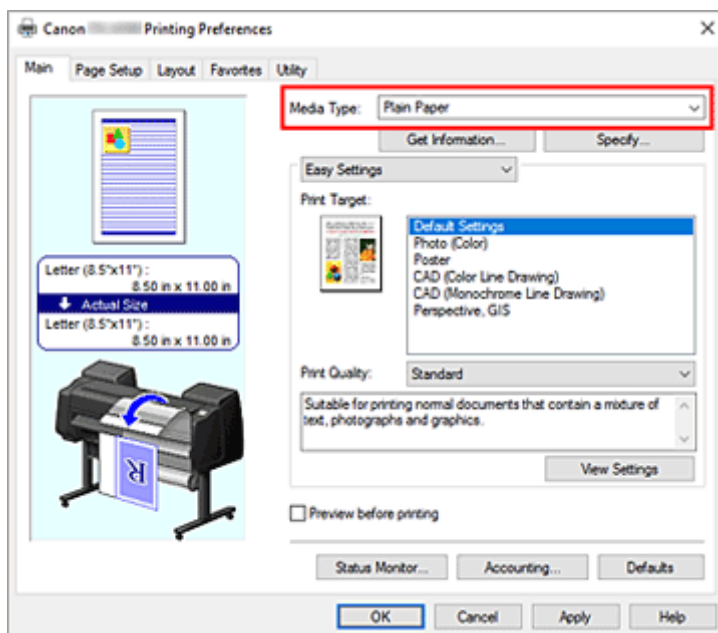 Canon Printing Preferences
Main Page Setup Layout Favorites Utility
Media Type: Plain Paper
Get Information... Specify...
Easy Settings
Print Target:
Default Settings
Photo (Color)
Poster
CAD (Color Line Drawing)
CAD (Monochrome Line Drawing)
Perspective, GIS
Letter (8.5"x11") :
8.50 in x 11.00 in
Actual Size
Letter (8.5"x11") :
8.50 in x 11.00 in
R
Print Quality: Standard
Suitable for printing normal documents that contain a mixture of
text, photographs and graphics.
View Settings
Preview before printing
Status Monitor... Accounting... Defaults
OK Cancel Apply Help